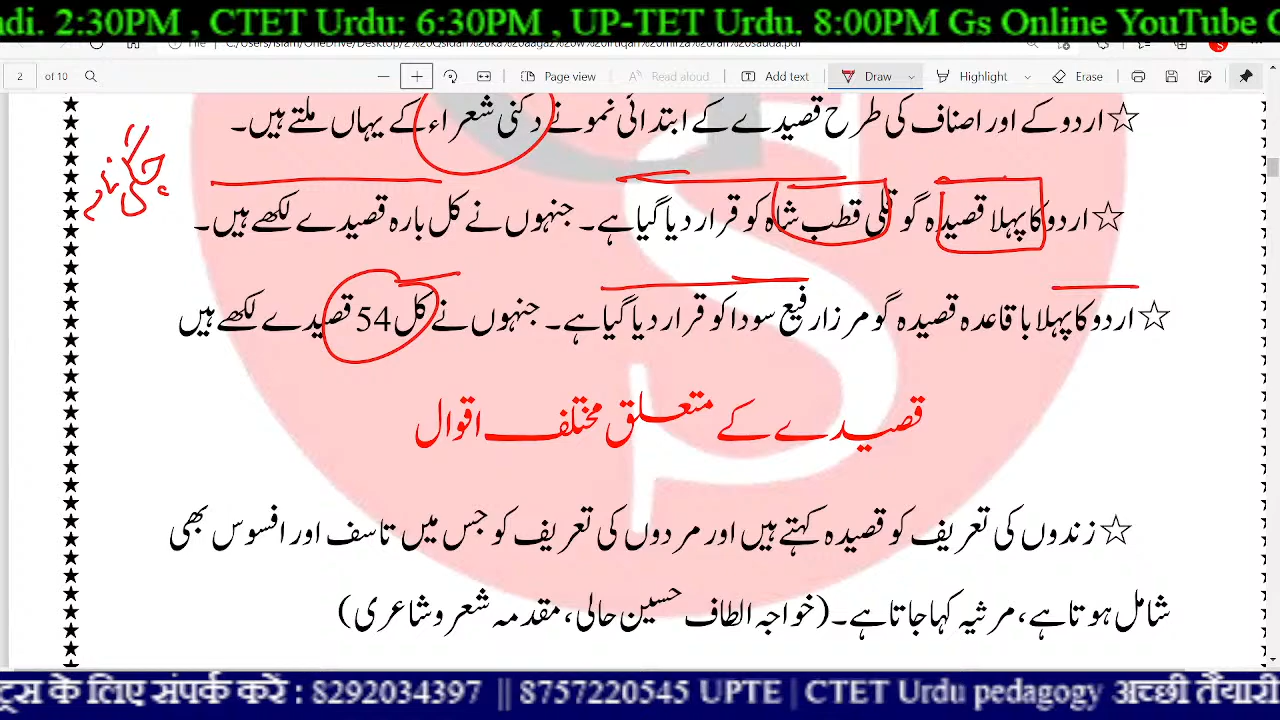 di. 2:30PM , CTET Urdu: 6:30PM , UP-TET Urdu. 8:00PM Gs Online YouTube C
2 of 10 Page view Read aloud Add text Draw Highlight Erase
☆اردو کے اور اصناف کی طرح قصیدے کے ابتدائی نمونے دکنی شعراء کے یہاں ملتے ہیں۔
☆اردو کا پہلا قصیدہ گو قلی قطب شاہ کو قرار دیا گیا ہے۔ جنہوں نے کل بارہ قصیدے لکھے ہیں۔
☆اردو کا پہلا باقاعدہ قصیدہ گو مرزا رفیع سودا کو قرار دیا گیا ہے۔ جنہوں نے کل 54 قصیدے لکھے ہیں
قصیدے کے متعلق مختلف اقوال
☆زندوں کی تعریف کو قصیدہ کہتے ہیں اور مردوں کی تعریف کو جس میں تاسف اور افسوس بھی
شامل ہوتا ہے، مرثیہ کہا جاتا ہے۔ (خواجہ الطاف حسین حالی، مقدمہ شعر و شاعری)
ट्रस के लिए संपर्क करें : 8292034397 || 8757220545 UPTE | CTET Urdu pedagogy अच्छी तैयारी